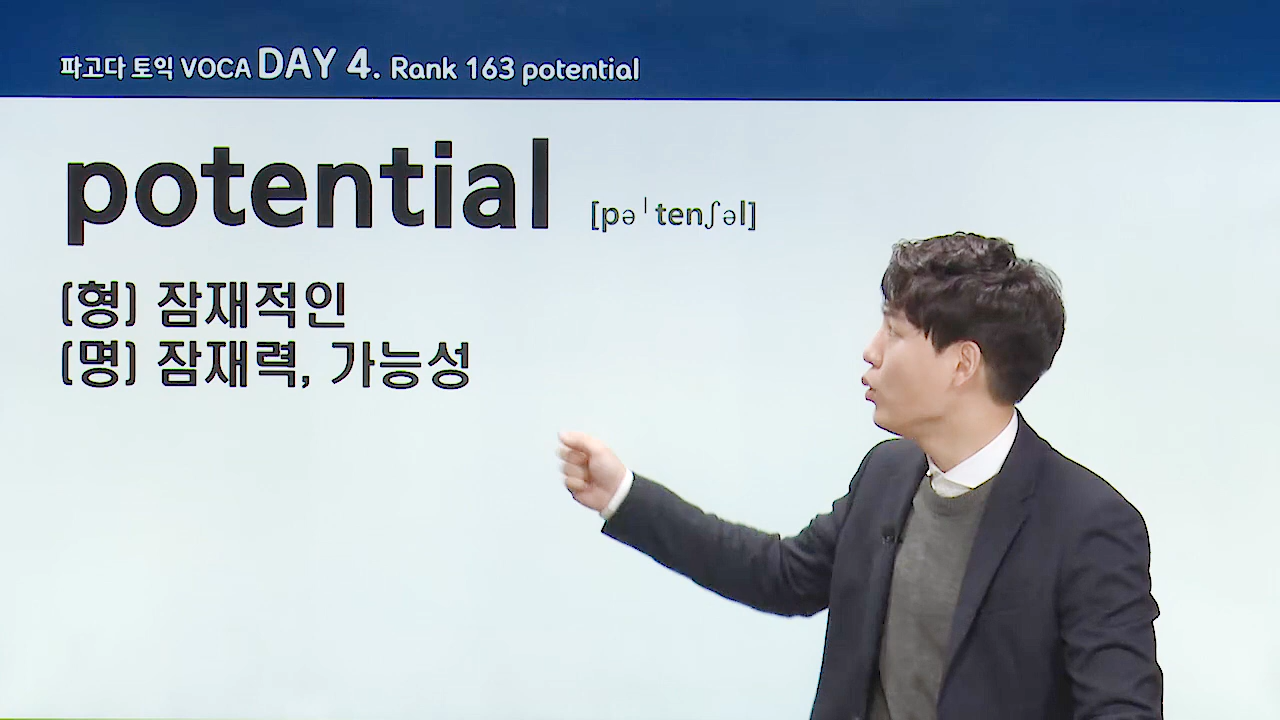 파고다 토익 VOCA DAY 4. Rank 163 potential
potential [pəˈtenʃəl]
(형) 잠재적인
(명) 잠재력, 가능성